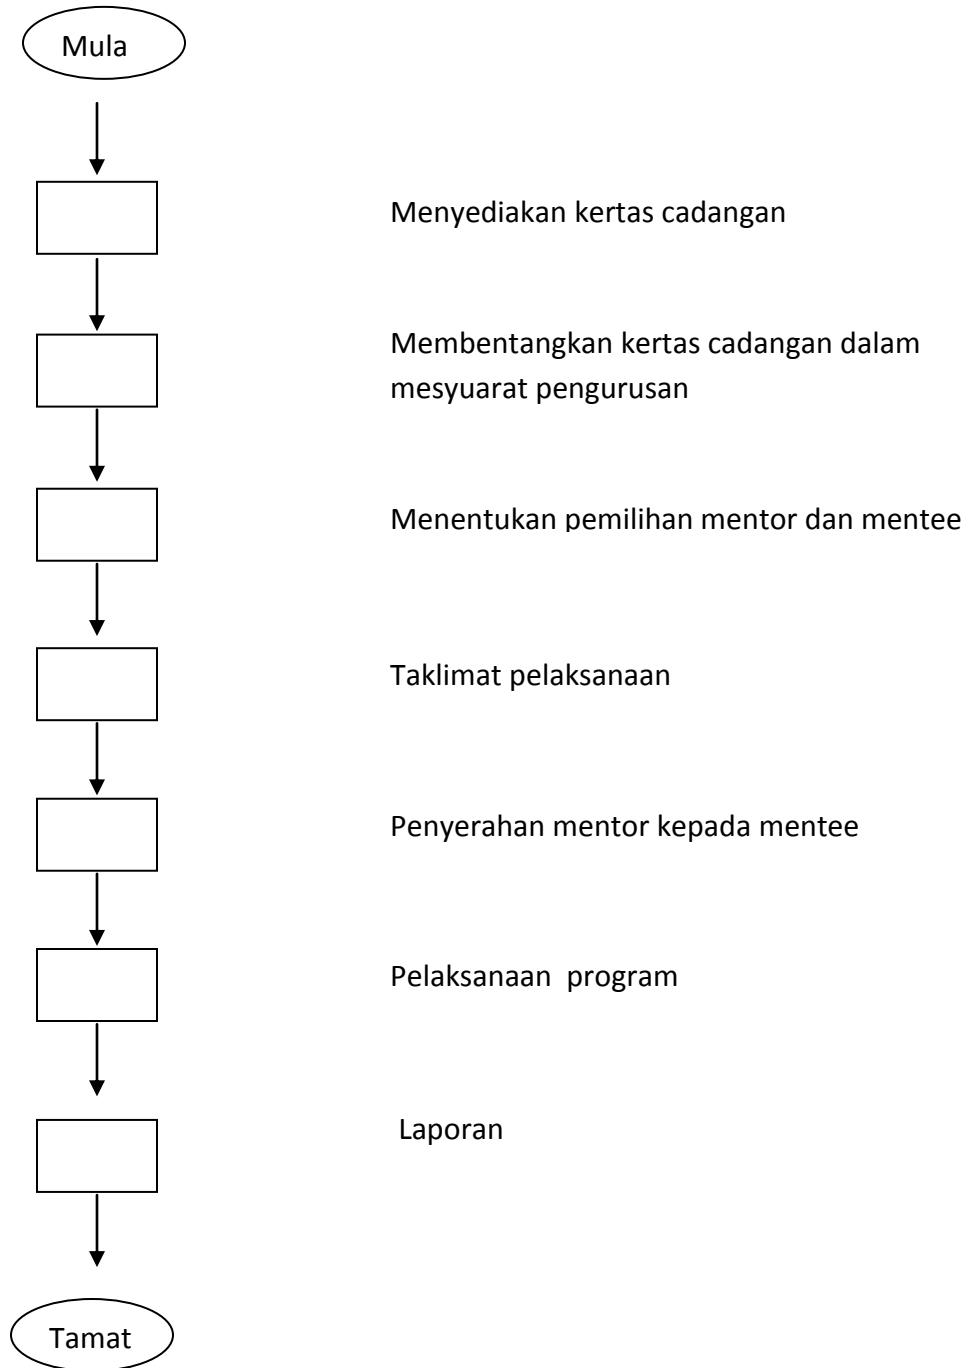 Mula
Menyediakan kertas cadangan
Membentangkan kertas cadangan dalam
mesyuarat pengurusan
Menentukan pemilihan mentor dan mentee
Taklimat pelaksanaan
Penyerahan mentor kepada mentee
Pelaksanaan  program
Laporan
Tamat